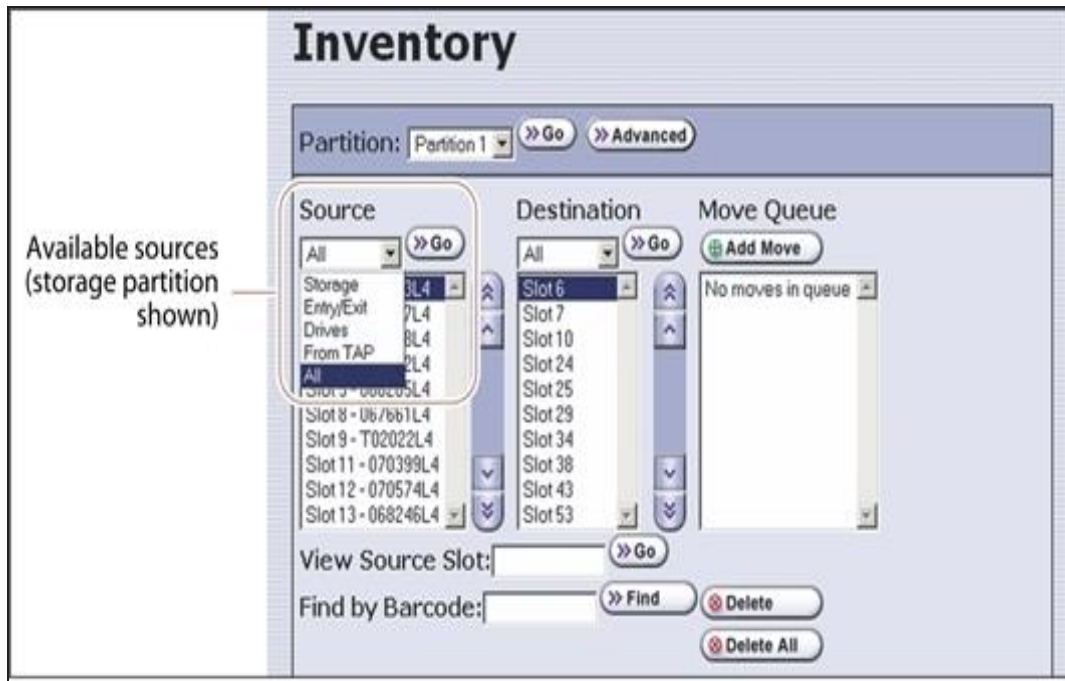 Inventory
Partition: Partition 1 Go Advanced
Available sources
(storage partition
shown)
Source
All Go
Storage
Entry/Exit
Drives
From TAP
All
3L4
7L4
8L4
2L4
Slot 8 - 067661L4
Slot 9 - T02022L4
Slot 11 - 070399L4
Slot 12 - 070574L4
Slot 13 - 068246L4
Destination
All Go
Slot 6
Slot 7
Slot 10
Slot 24
Slot 25
Slot 29
Slot 34
Slot 38
Slot 43
Slot 53
Move Queue
Add Move
No moves in queue
View Source Slot: Go
Find by Barcode: Find
Delete
Delete All